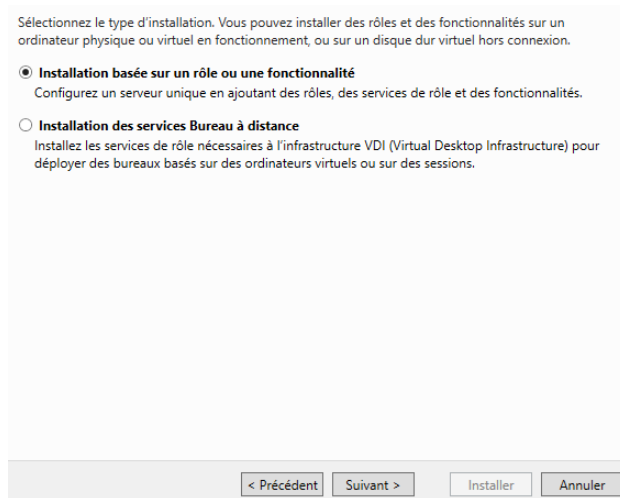 Sélectionnez le type d'installation. Vous pouvez installer des rôles et des fonctionnalités sur un
ordinateur physique ou virtuel en fonctionnement, ou sur un disque dur virtuel hors connexion.
Installation basée sur un rôle ou une fonctionnalité
Configurez un serveur unique en ajoutant des rôles, des services de rôle et des fonctionnalités.
Installation des services Bureau à distance
Installez les services de rôle nécessaires à l'infrastructure VDI (Virtual Desktop Infrastructure) pour
déployer des bureaux basés sur des ordinateurs virtuels ou sur des sessions.
< Précédent Suivant > Installer Annuler